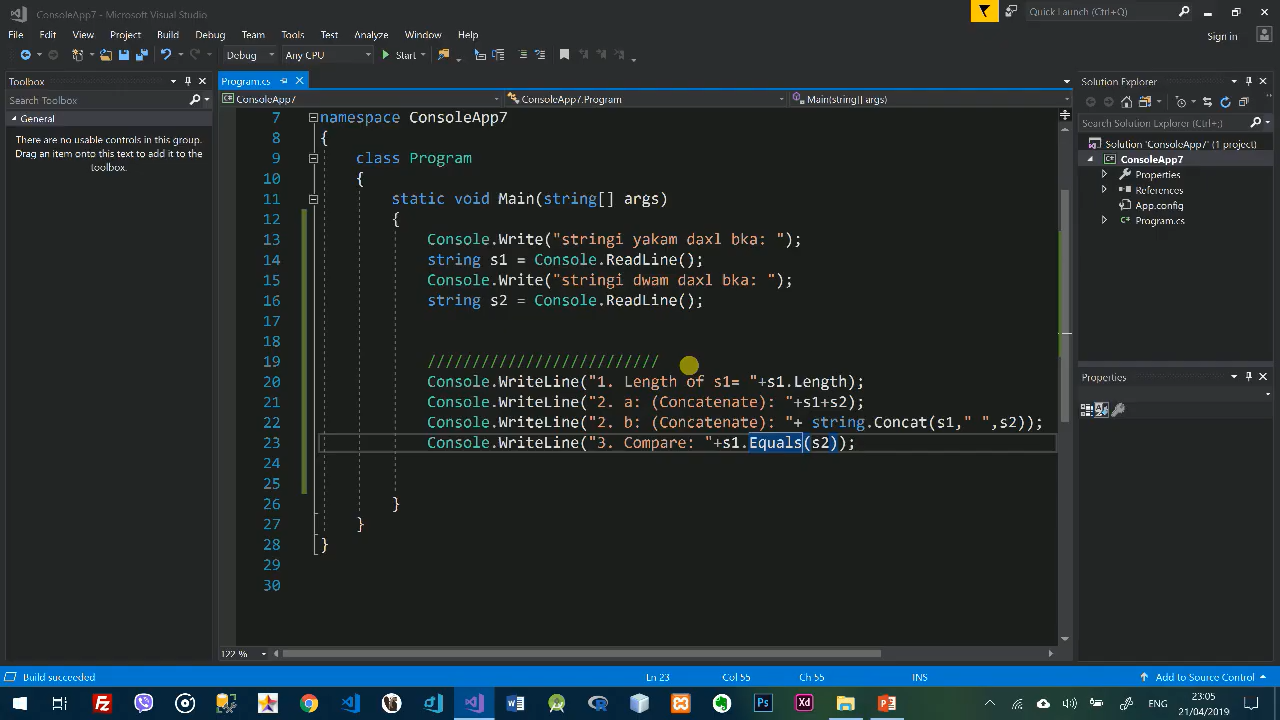 ConsoleApp7 - Microsoft Visual Studio
Quick Launch (Ctrl+Q)
File Edit View Project Build Debug Team Tools Test Analyze Window Help
Sign in
Debug Any CPU Start
Toolbox
Search Toolbox
General
There are no usable controls in this group.
Drag an item onto this text to add it to the
toolbox.
Program.cs
ConsoleApp7 ConsoleApp7.Program Main(string[] args)
7 namespace ConsoleApp7
8 {
9 class Program
10 {
11 static void Main(string[] args)
12 {
13 Console.Write("stringi yakam daxl bka: ");
14 string s1 = Console.ReadLine();
15 Console.Write("stringi dwam daxl bka: ");
16 string s2 = Console.ReadLine();
17
18
19 //////////////////////////
20 Console.WriteLine("1. Length of s1= "+s1.Length);
21 Console.WriteLine("2. a: (Concatenate): "+s1+s2);
22 Console.WriteLine("2. b: (Concatenate): "+ string.Concat(s1," ",s2));
23 Console.WriteLine("3. Compare: "+s1.Equals(s2));
24
25
26 }
27 }
28 }
29
30
122 %
Solution Explorer
Search Solution Explorer (Ctrl+;)
Solution 'ConsoleApp7' (1 project)
ConsoleApp7
Properties
References
App.config
Program.cs
Properties
Build succeeded Ln 23 Col 55 Ch 55 INS Add to Source Control
ENG
23:05
21/04/2019